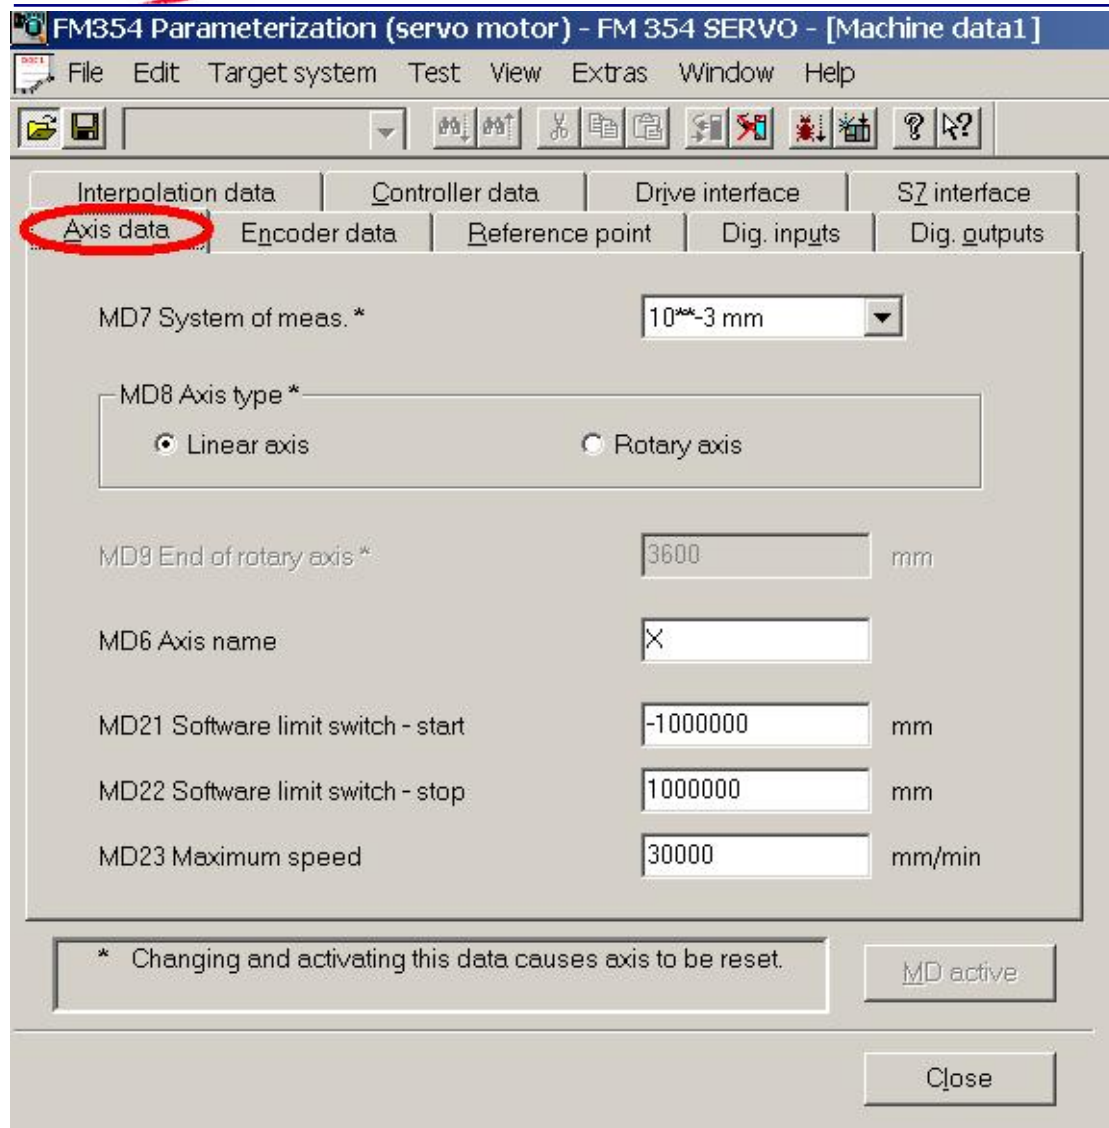 FM354 Parameterization (servo motor) - FM 354 SERVO - [Machine data1]
File Edit Target system Test View Extras Window Help
Interpolation data Controller data Drive interface S7 interface
Axis data Encoder data Reference point Dig. inputs Dig. outputs
MD7 System of meas. * 10**-3 mm
MD8 Axis type *
Linear axis Rotary axis
MD9 End of rotary axis * 3600 mm
MD6 Axis name X
MD21 Software limit switch - start -1000000 mm
MD22 Software limit switch - stop 1000000 mm
MD23 Maximum speed 30000 mm/min
* Changing and activating this data causes axis to be reset. MD active
Close